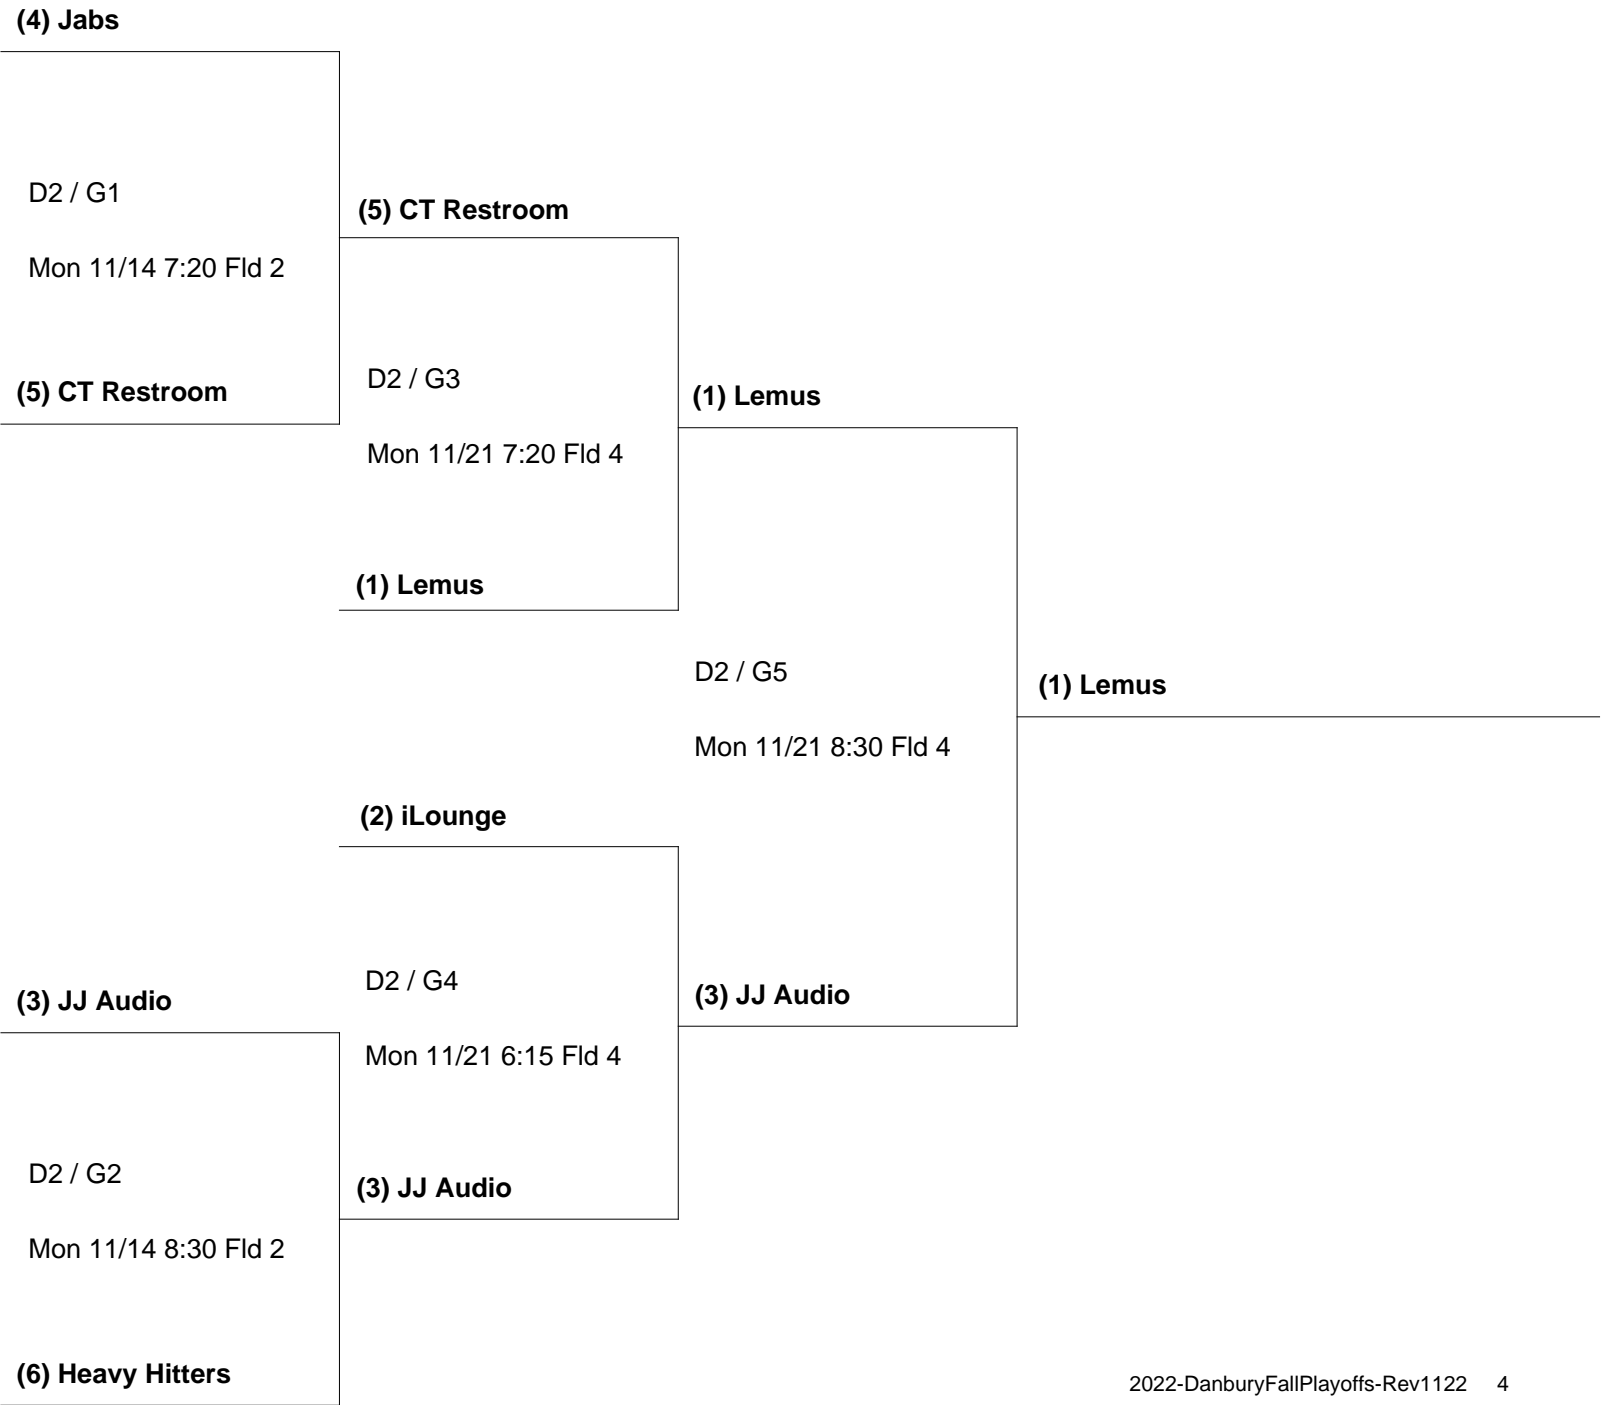 (4) Jabs
D2 / G1
Mon 11/14 7:20 Fld 2
(5) CT Restroom
(5) CT Restroom
D2 / G3
Mon 11/21 7:20 Fld 4
(1) Lemus
(1) Lemus
D2 / G5
Mon 11/21 8:30 Fld 4
(1) Lemus
(2) iLounge
D2 / G4
Mon 11/21 6:15 Fld 4
(3) JJ Audio
(3) JJ Audio
(3) JJ Audio
D2 / G2
Mon 11/14 8:30 Fld 2
(6) Heavy Hitters
2022-DanburyFallPlayoffs-Rev1122 4